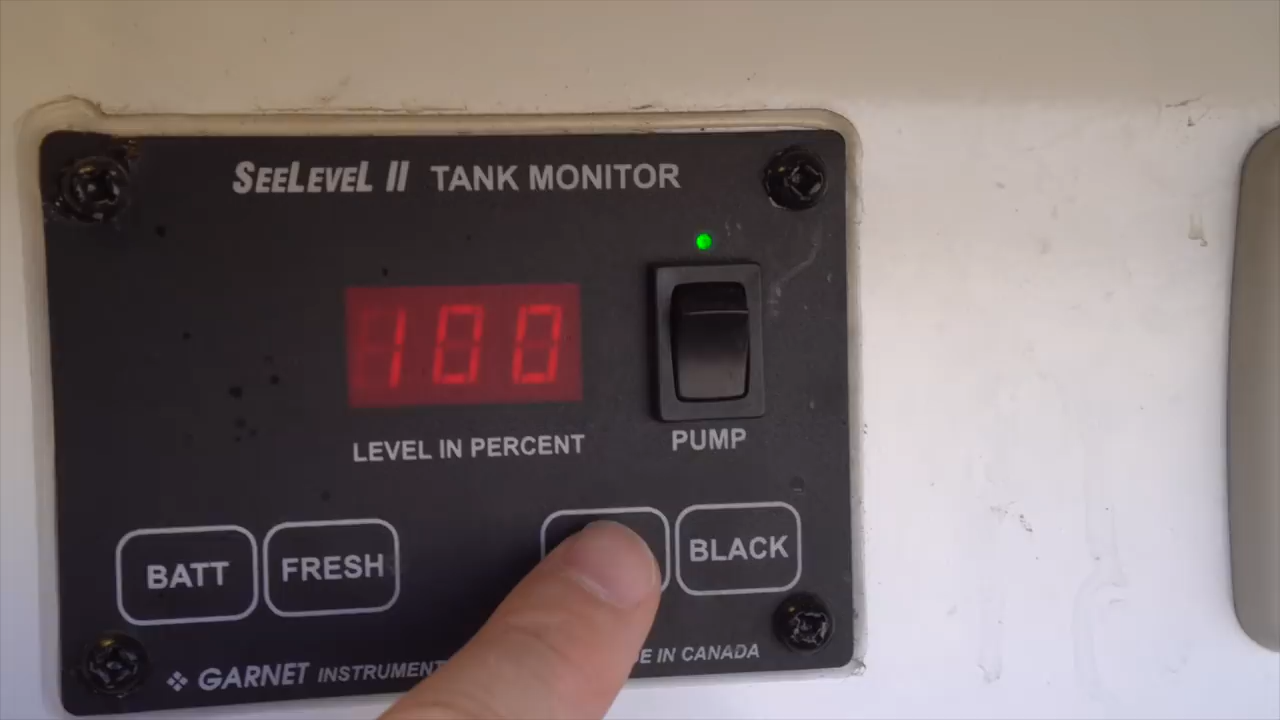 SEELEVEL II TANK MONITOR
100
LEVEL IN PERCENT
PUMP
BATT FRESH BLACK
GARNET INSTRUMENT
IN CANADA